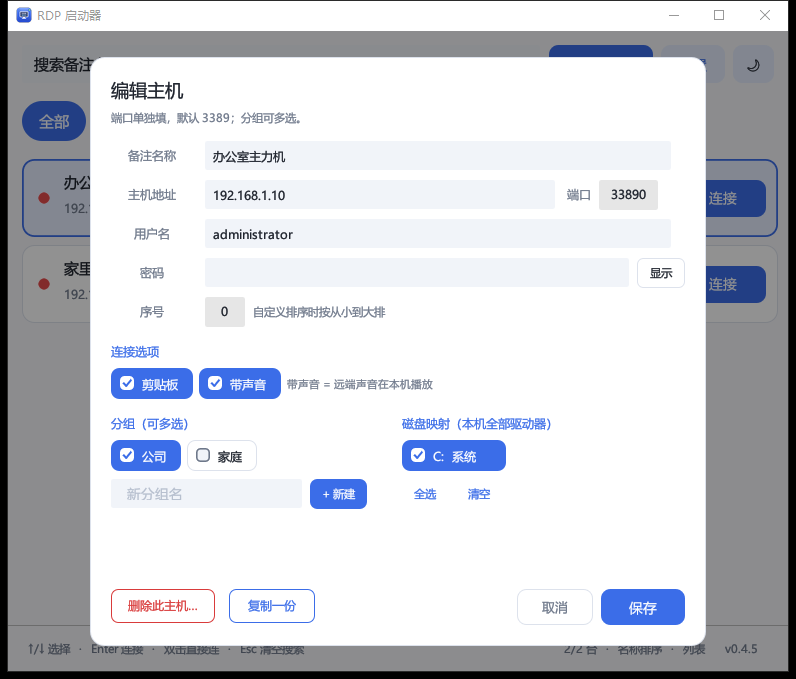 RDP 启动器
搜索备注
全部
办公
192.
连接
家里
192.
连接
编辑主机
端口单独填，默认 3389；分组可多选。
备注名称 办公室主力机
主机地址 192.168.1.10 端口 33890
用户名 administrator
密码 显示
序号 0 自定义排序时按从小到大排
连接选项
剪贴板 带声音 带声音 = 远端声音在本机播放
分组（可多选） 磁盘映射（本机全部驱动器）
公司 家庭 C: 系统
新分组名 + 新建 全选 清空
删除此主机... 复制一份 取消 保存
↑/↓ 选择 · Enter 连接 · 双击直接连 · Esc 清空搜索 2/2 台 · 名称排序 · 列表 v0.4.5